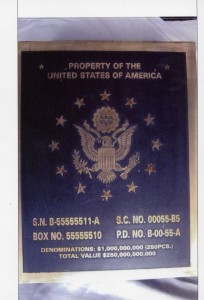 PROPERTY OF THE
UNITED STATES OF AMERICA
S.N. B-55555511-A S.C. NO. 00055-B5
BOX NO. 55555510 P.D. NO. B-00-55-A
DENOMINATIONS: $1,000,000,000 (250PCS.)
TOTAL VALUE $250,000,000,000